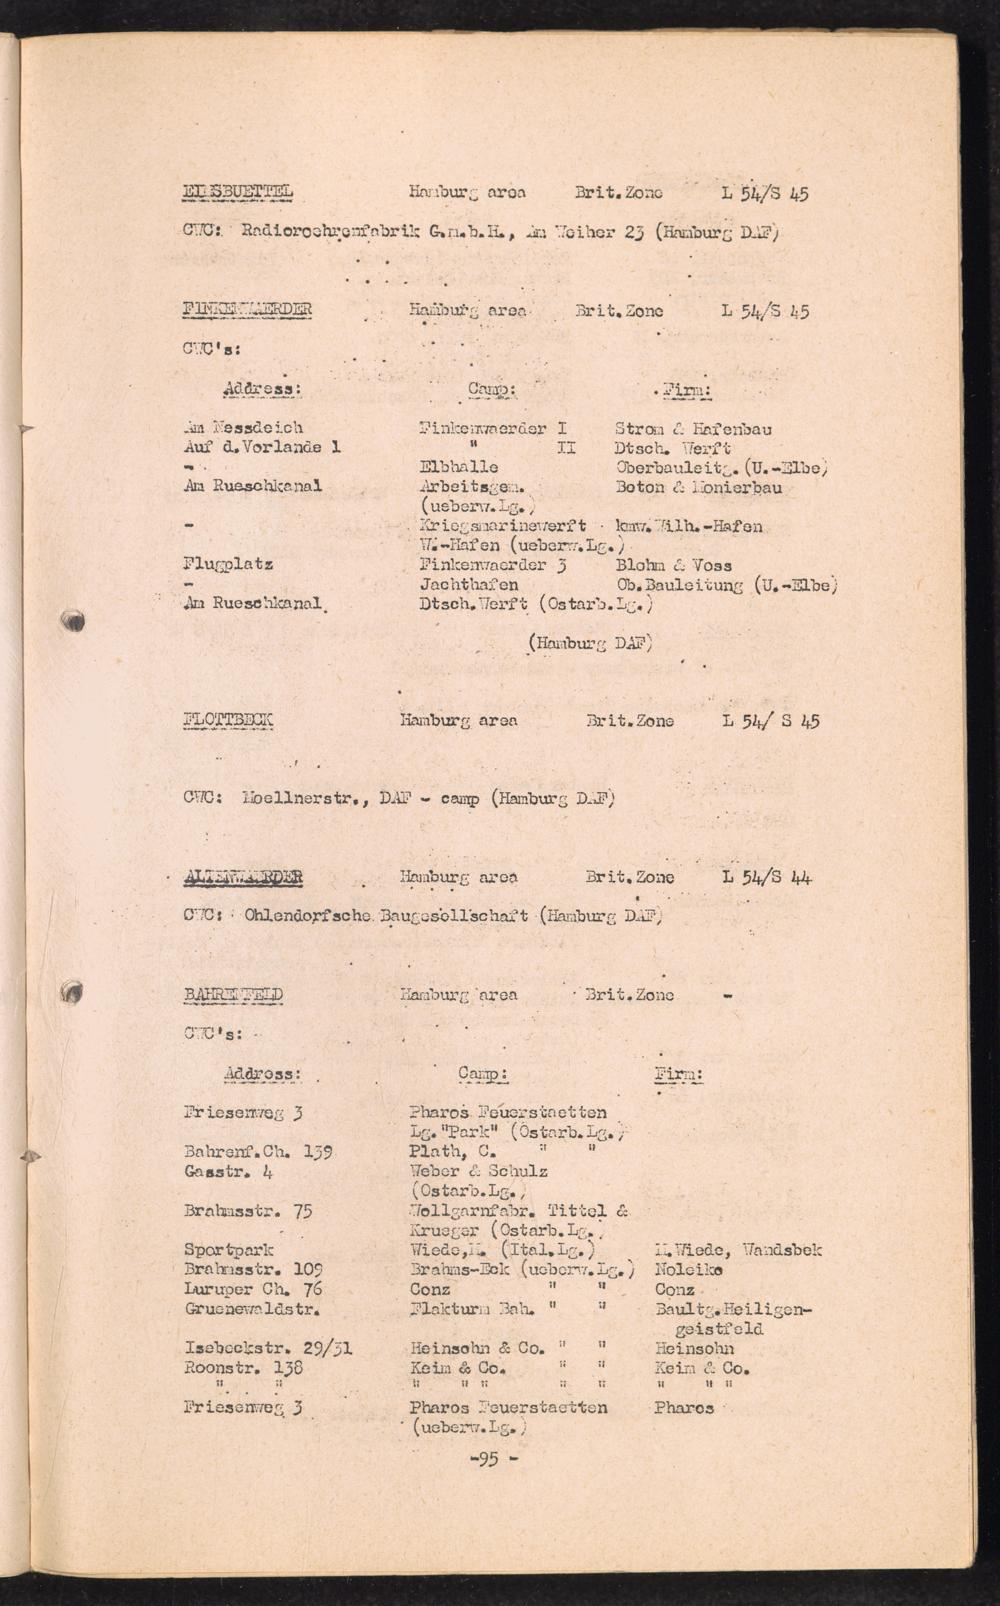 EIMSBUETTEL Hamburg area Brit.Zone L 54/S 45
CWC: Radioroehrenfabrik G.m.b.H., Am Weiher 23 (Hamburg DAF)
FINKENWAERDER Hamburg area Brit.Zone L 54/S 45
CWC's:
Address: Camp: Firm:
Am Nessdeich Finkenwaerder I Strom & Hafenbau
Auf d.Vorlande 1 " II Dtsch. Werft
- Elbhalle Oberbauleitg.(U.-Elbe)
Am Rueschkanal Arbeitsgem. Beton & Monierbau
(ueberw.Lg.)
- Kriegsmarinewerft kmw.Wilh.-Hafen
W.-Hafen (ueberw.Lg.)
Flugplatz Finkenwaerder 3 Blohm & Voss
- Jachthafen Ob.Bauleitung (U.-Elbe)
Am Rueschkanal Dtsch.Werft (Ostarb.Lg.)
(Hamburg DAF)
FLOTTBECK Hamburg area Brit.Zone L 54/ S 45
CWC: Moellnerstr., DAF - camp (Hamburg DAF)
ALTENWAERDER Hamburg area Brit.Zone L 54/S 44
CWC: Ohlendorfsche Baugesellschaft (Hamburg DAF)
BAHRENFELD Hamburg area Brit.Zone -
CWC's:
Address: Camp: Firm:
Friesenweg 3 Pharos Feuerstaetten
Lg."Park" (Ostarb.Lg.)
Bahrenf.Ch. 139 Plath, C. " "
Gasstr. 4 Weber & Schulz
(Ostarb.Lg.)
Brahmsstr. 75 Wollgarnfabr. Tittel &
Krueger (Ostarb.Lg.)
Sportpark Wiede,H. (Ital.Lg.) H.Wiede, Wandsbek
Brahmsstr. 109 Brahms-Eck (ueberw.Lg.) Noleiko
Luruper Ch. 76 Conz " " Conz
Gruenewaldstr. Flakturm Bah. " " Baultg.Heiligen-
geistfeld
Isebeckstr. 29/31 Heinsohn & Co. " " Heinsohn
Roonstr. 138 Keim & Co. " " Keim & Co.
" " " " " " " " " "
Friesenweg 3 Pharos Feuerstaetten Pharos
(ueberw.Lg.)
-95 -